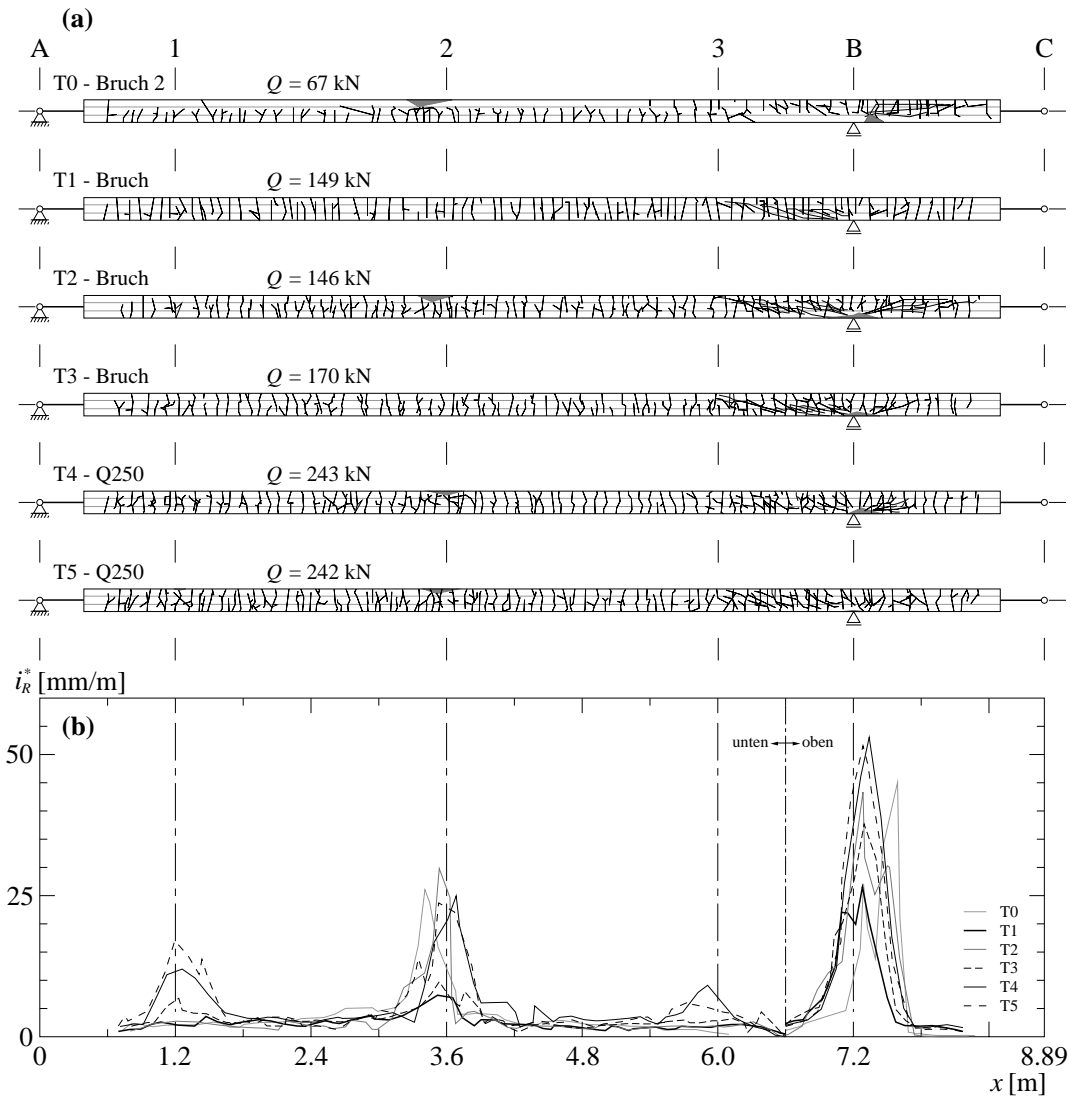 (a)
A 1 2 3 B C
T0 - Bruch 2 Q = 67 kN
T1 - Bruch Q = 149 kN
T2 - Bruch Q = 146 kN
T3 - Bruch Q = 170 kN
T4 - Q250 Q = 243 kN
T5 - Q250 Q = 242 kN
i*R [mm/m]
(b)
unten oben
50
25
0
T0
T1
T2
T3
T4
T5
0 1.2 2.4 3.6 4.8 6.0 7.2 8.89
x [m]